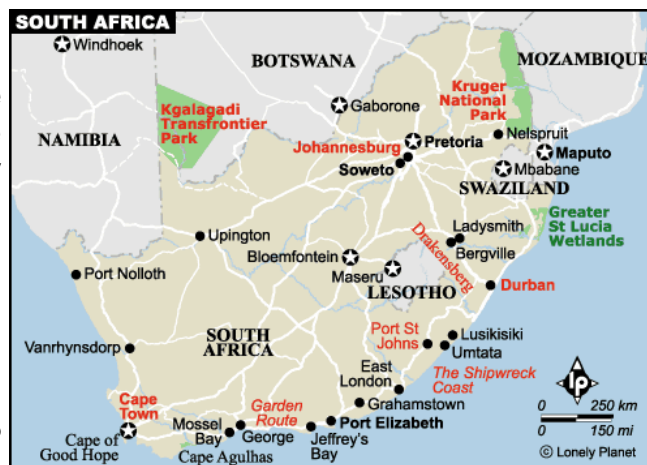 SOUTH AFRICA
Windhoek
BOTSWANA
MOZAMBIQUE
Kgalagadi
Transfrontier
Park
Gaborone
Kruger
National
Park
NAMIBIA
Johannesburg
Pretoria
Nelspruit
Maputo
Soweto
Mbabane
SWAZILAND
Upington
Ladysmith
Greater
St Lucia
Wetlands
Bloemfontein
Drakensberg
Bergville
Port Nolloth
Maseru
LESOTHO
Durban
SOUTH
AFRICA
Port St
Johns
Lusikisiki
Umtata
Vanrhynsdorp
East
London
The Shipwreck
Coast
lp
Cape
Town
Garden
Route
Grahamstown
0 250 km
0 150 mi
Mossel
Bay
George
Port Elizabeth
Jeffrey's
Bay
Cape of
Good Hope
Cape Agulhas
© Lonely Planet